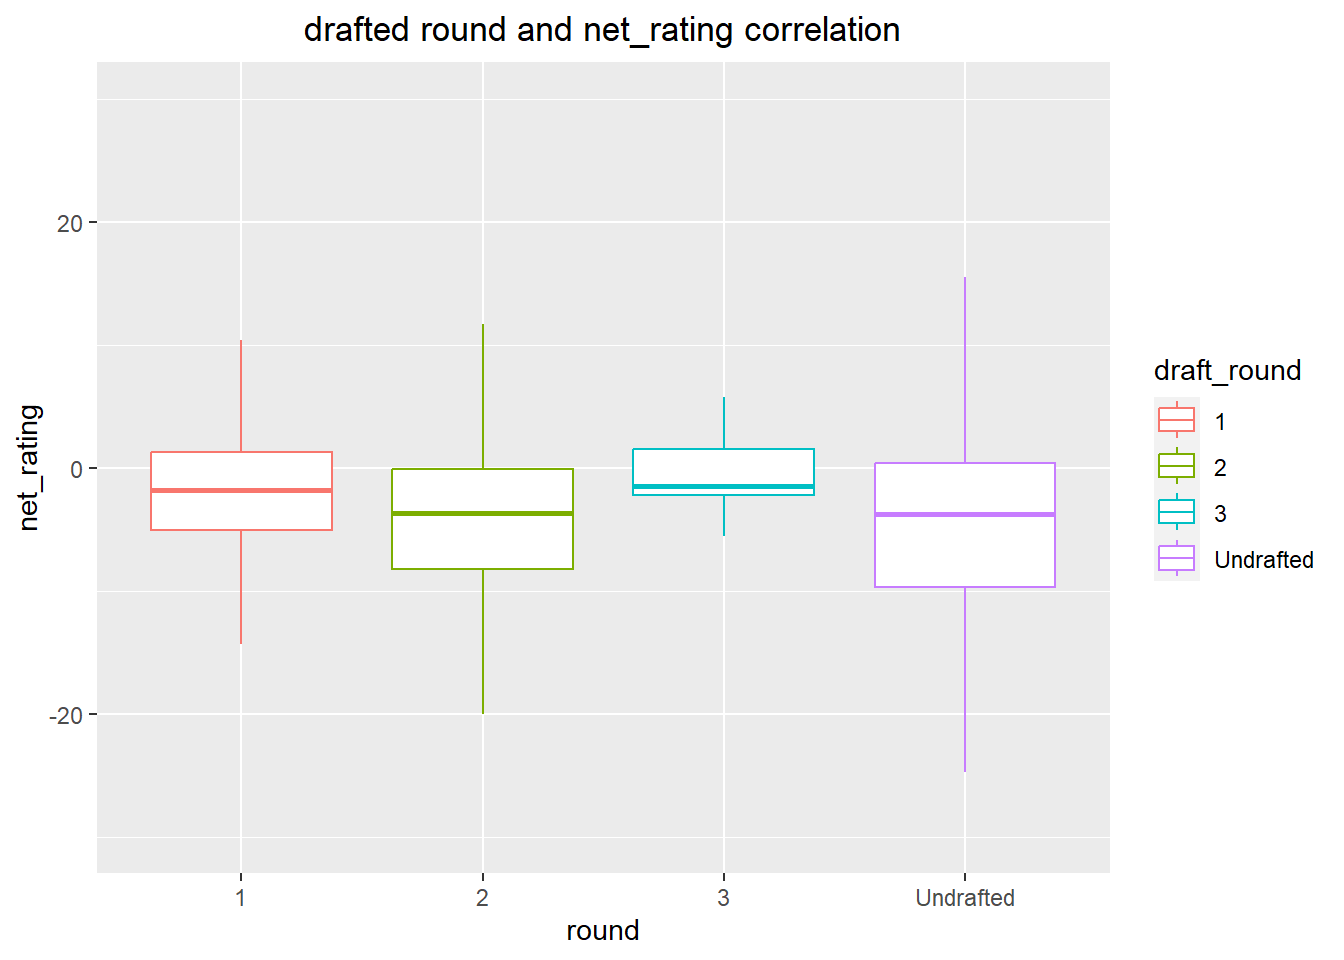 drafted round and net_rating correlation
net_rating
20
0
-20
1
2
3
Undrafted
round
draft_round
1
2
3
Undrafted